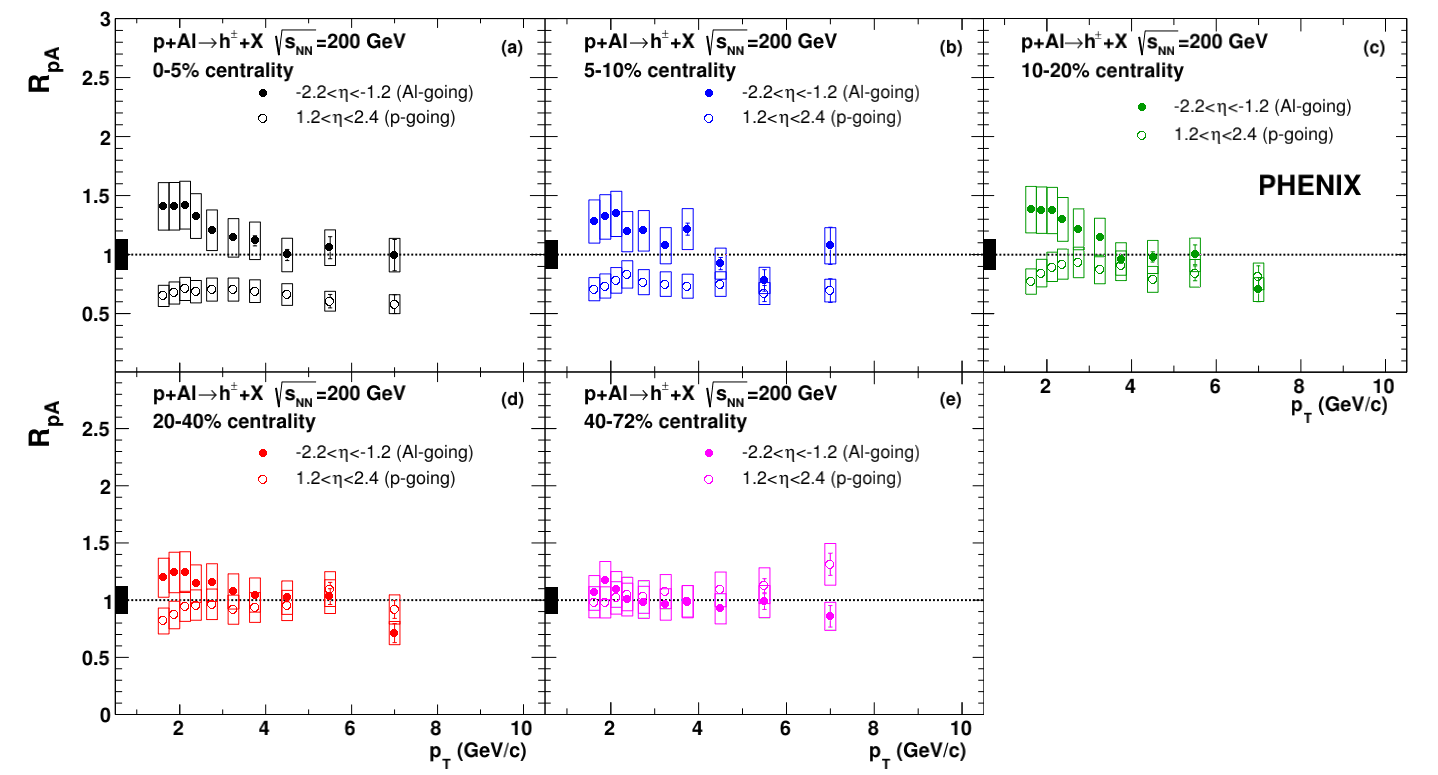 R_pA
3
2.5
2
1.5
1
0.5
p+Al→h±+X √s_NN=200 GeV (a)
0-5% centrality
-2.2<η<-1.2 (Al-going)
1.2<η<2.4 (p-going)
p+Al→h±+X √s_NN=200 GeV (b)
5-10% centrality
-2.2<η<-1.2 (Al-going)
1.2<η<2.4 (p-going)
p+Al→h±+X √s_NN=200 GeV (c)
10-20% centrality
-2.2<η<-1.2 (Al-going)
1.2<η<2.4 (p-going)
PHENIX
2 4 6 8 10
p_T (GeV/c)
R_pA
2.5
2
1.5
1
0.5
0
p+Al→h±+X √s_NN=200 GeV (d)
20-40% centrality
-2.2<η<-1.2 (Al-going)
1.2<η<2.4 (p-going)
2 4 6 8 10
p_T (GeV/c)
p+Al→h±+X √s_NN=200 GeV (e)
40-72% centrality
-2.2<η<-1.2 (Al-going)
1.2<η<2.4 (p-going)
2 4 6 8 10
p_T (GeV/c)